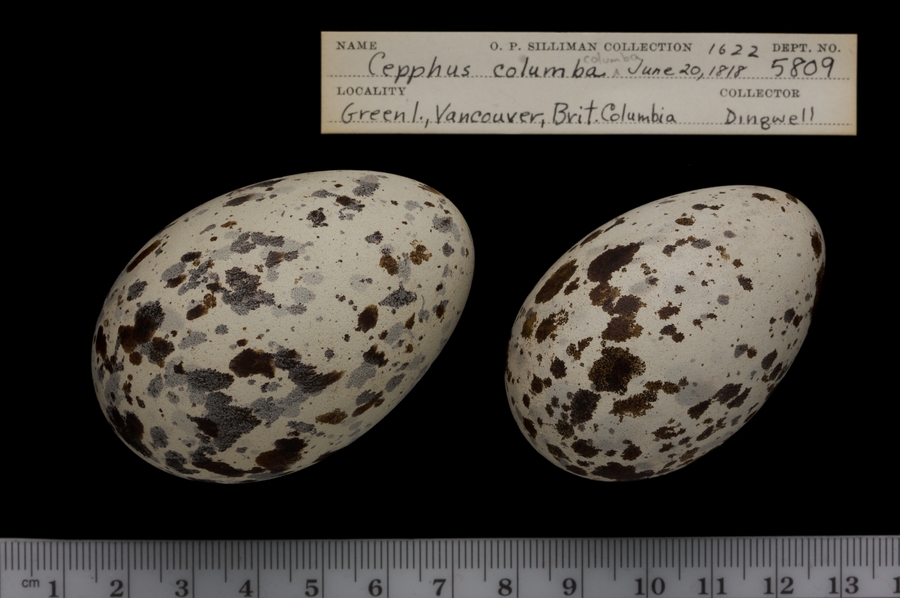 NAME O. P. SILLIMAN COLLECTION 1622 DEPT. NO.
columba
Cepphus columba ʌ June 20, 1818 5809
LOCALITY COLLECTOR
Green I., Vancouver, Brit. Columbia Dingwell
cm 1 2 3 4 5 6 7 8 9 10 11 12 13